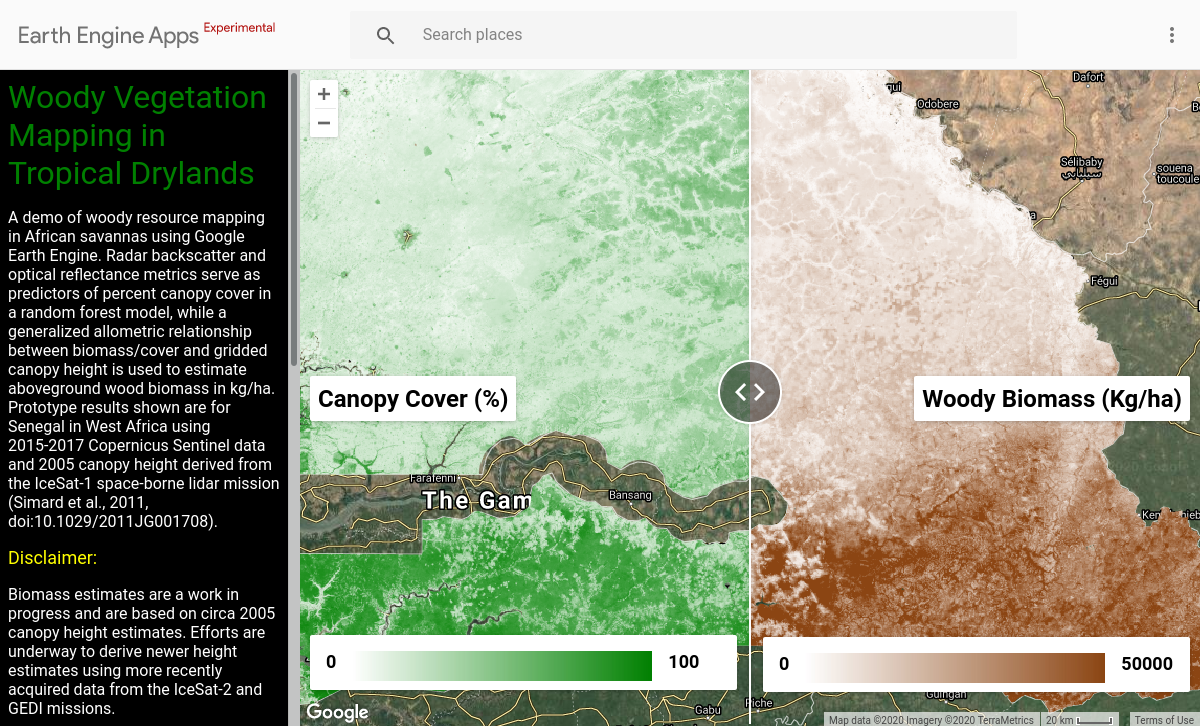 Earth Engine Apps Experimental
Search places
Woody Vegetation
Mapping in
Tropical Drylands
A demo of woody resource mapping
in African savannas using Google
Earth Engine. Radar backscatter and
optical reflectance metrics serve as
predictors of percent canopy cover in
a random forest model, while a
generalized allometric relationship
between biomass/cover and gridded
canopy height is used to estimate
aboveground wood biomass in kg/ha.
Prototype results shown are for
Senegal in West Africa using
2015-2017 Copernicus Sentinel data
and 2005 canopy height derived from
the IceSat-1 space-borne lidar mission
(Simard et al., 2011,
doi:10.1029/2011JG001708).
Disclaimer:
Biomass estimates are a work in
progress and are based on circa 2005
canopy height estimates. Efforts are
underway to derive newer height
estimates using more recently
acquired data from the IceSat-2 and
GEDI missions.
+
−
Dafort
qui
Odobere
Sélibaby
سيليبابي
souena
toucoule
Fégui
Canopy Cover (%)
Woody Biomass (Kg/ha)
Farafenni
The Gam
Bansang
0
100
0
50000
Guingan
Piche
Gabu
Google
Map data ©2020 Imagery ©2020 TerraMetrics
20 km
Terms of Use